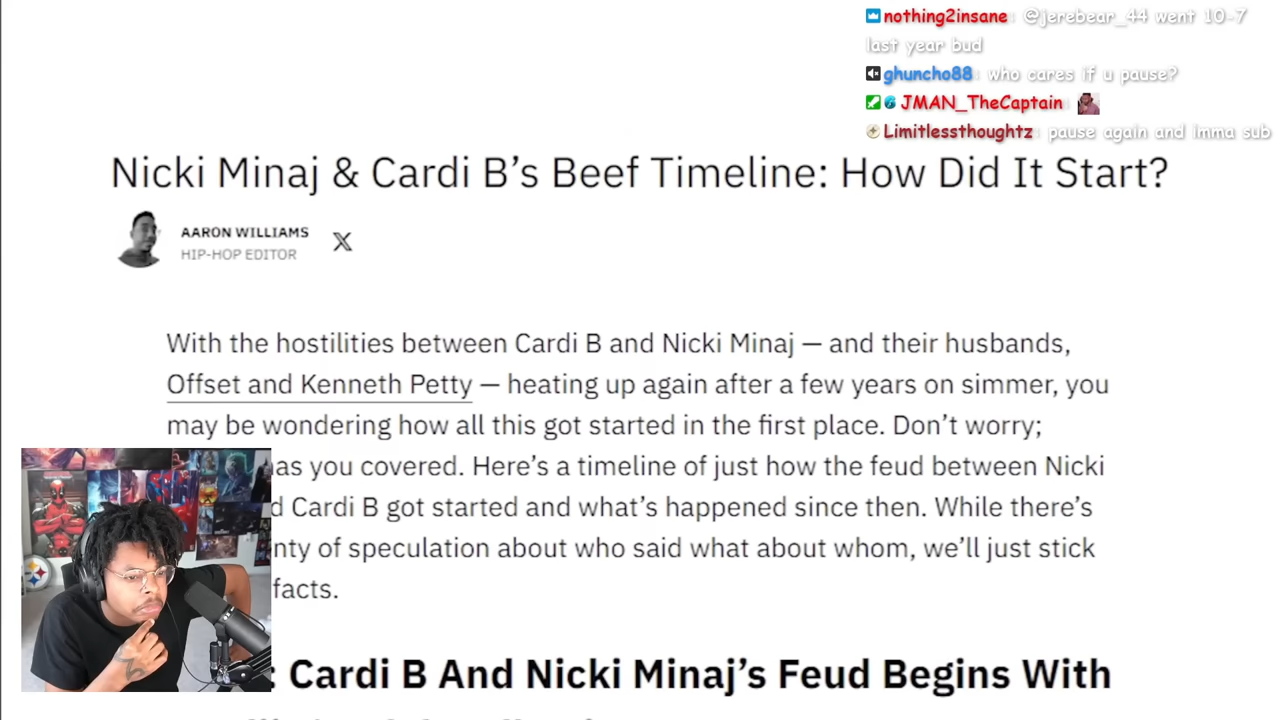 nothing2insane: @jerebear_44 went 10-7
last year bud
ghuncho88: who cares if u pause?
JMAN_TheCaptain
Limitlessthoughtz: pause again and imma sub
Nicki Minaj & Cardi B’s Beef Timeline: How Did It Start?
AARON WILLIAMS
HIP-HOP EDITOR
With the hostilities between Cardi B and Nicki Minaj — and their husbands,
Offset and Kenneth Petty — heating up again after a few years on simmer, you
may be wondering how all this got started in the first place. Don’t worry;
as you covered. Here’s a timeline of just how the feud between Nicki
d Cardi B got started and what’s happened since then. While there’s
nty of speculation about who said what about whom, we’ll just stick
facts.
: Cardi B And Nicki Minaj’s Feud Begins With